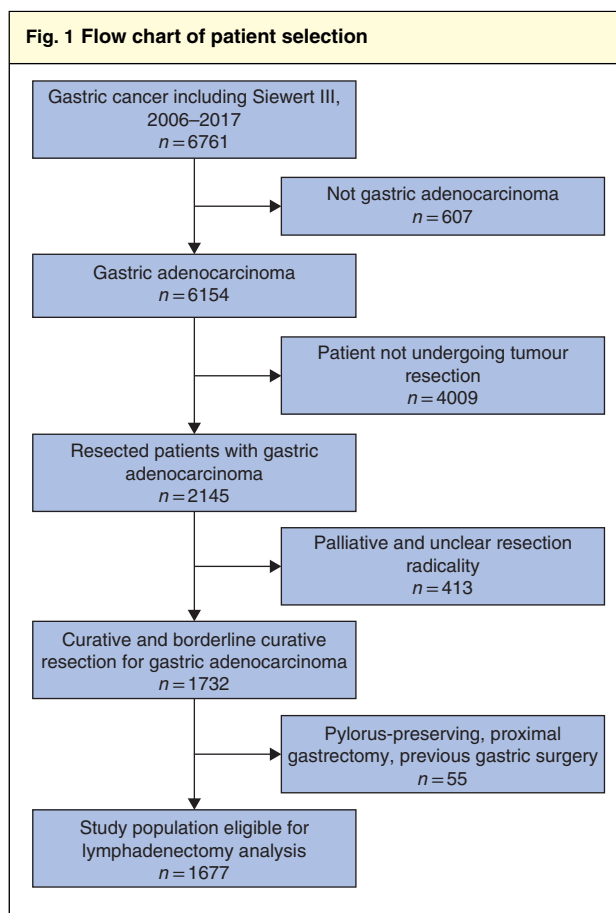 Fig. 1 Flow chart of patient selection
Gastric cancer including Siewert III,
2006–2017
n=6761
Not gastric adenocarcinoma
n=607
Gastric adenocarcinoma
n=6154
Patient not undergoing tumour
resection
n=4009
Resected patients with gastric
adenocarcinoma
n=2145
Palliative and unclear resection
radicality
n=413
Curative and borderline curative
resection for gastric adenocarcinoma
n=1732
Pylorus-preserving, proximal
gastrectomy, previous gastric surgery
n=55
Study population eligible for
lymphadenectomy analysis
n=1677